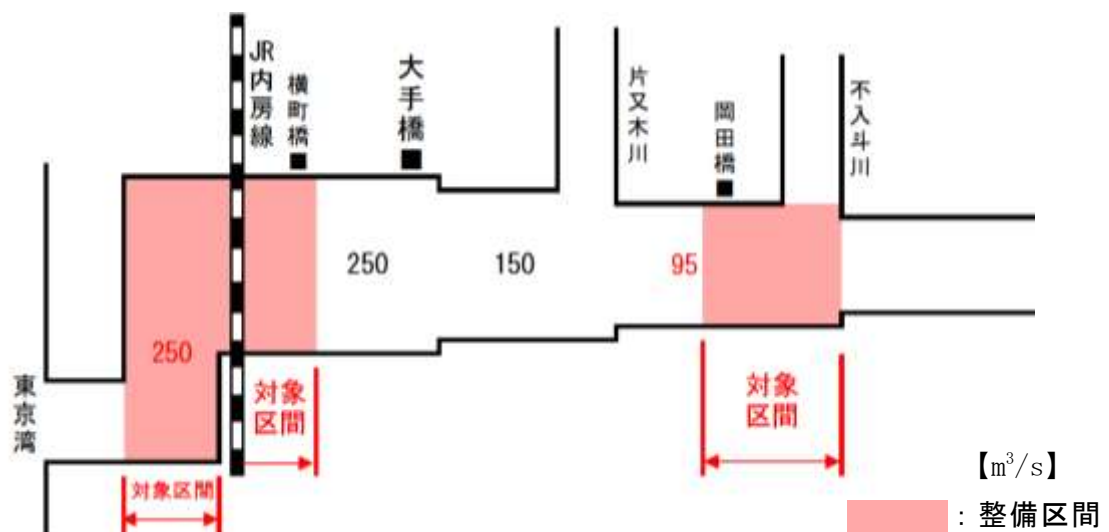 JR内房線
横町橋
大手橋
片又木川
岡田橋
不入斗川
250
150
95
250
東京湾
対象
区間
対象
区間
対象区間
【m³/s】
：整備区間